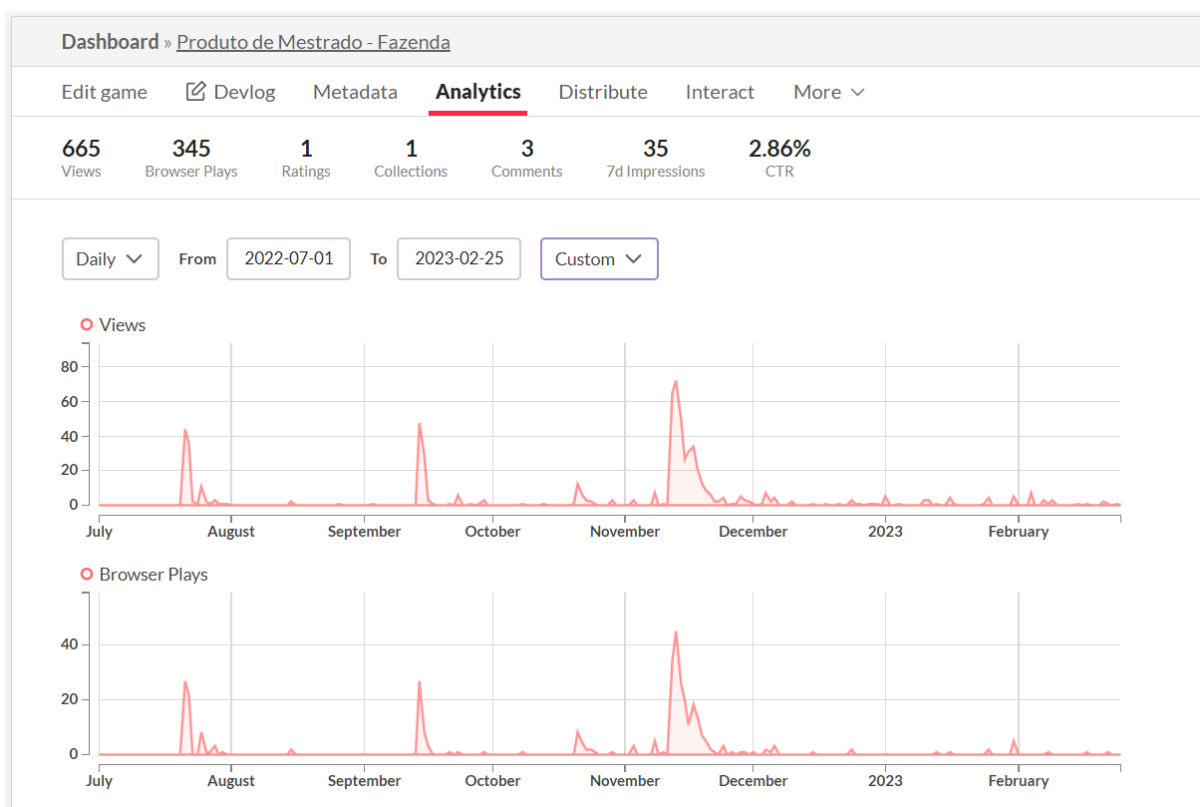 Dashboard » Produto de Mestrado - Fazenda
Edit game Devlog Metadata Analytics Distribute Interact More
665 345 1 1 3 35 2.86%
Views Browser Plays Ratings Collections Comments 7d Impressions CTR
Daily From 2022-07-01 To 2023-02-25 Custom
Views
80
60
40
20
0
July August September October November December 2023 February
Browser Plays
40
20
0
July August September October November December 2023 February